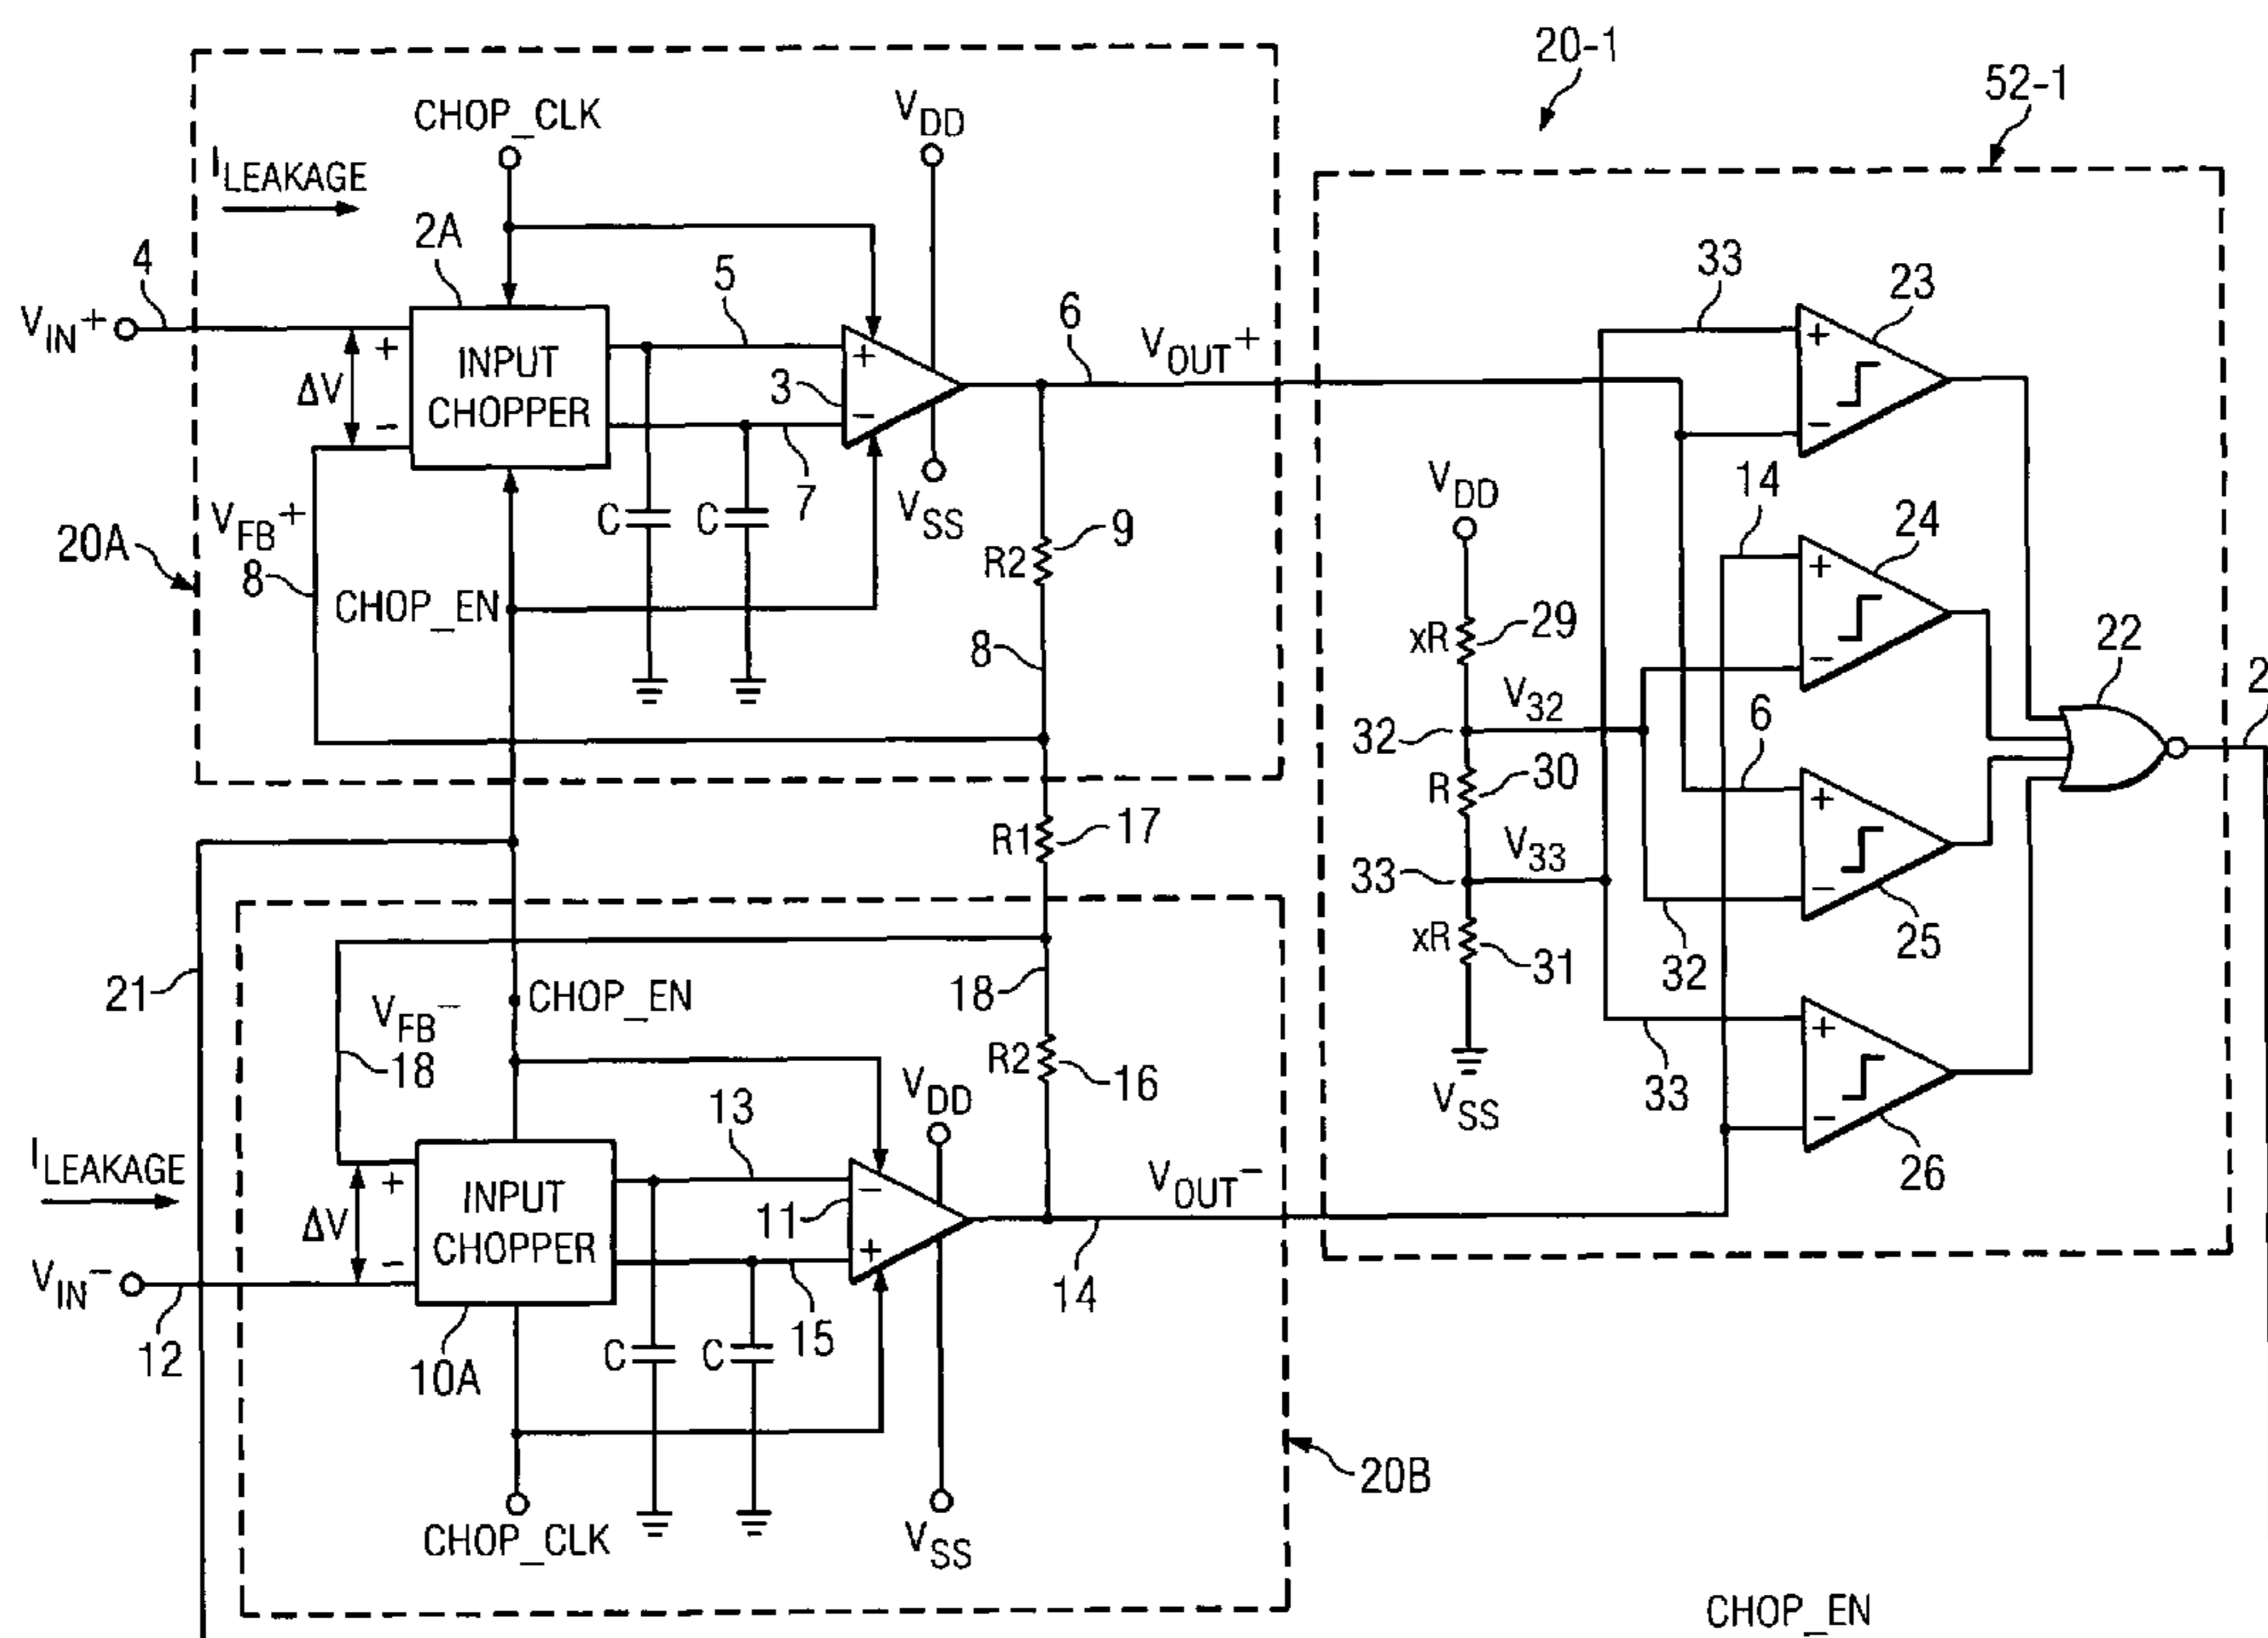 20-1
52-1
CHOP_CLK
VDD
ILEAKAGE
2A
4
5
33
23
VIN+
+
ΔV
-
INPUT
CHOPPER
3
+
-
6
VOUT+
+
-
7
C
C
VSS
VDD
14
24
20A
VFB+
8
CHOP_EN
R2
9
+
-
8
xR
29
22
2
V32
32
6
R
30
+
-
R1
17
V33
33
25
32
xR
31
21
18
CHOP_EN
VFB-
18
R2
16
VDD
13
33
VSS
+
-
26
ILEAKAGE
+
ΔV
-
INPUT
CHOPPER
11
-
+
VOUT-
VIN-
12
10A
C
C
15
14
20B
CHOP_CLK
VSS
CHOP_EN